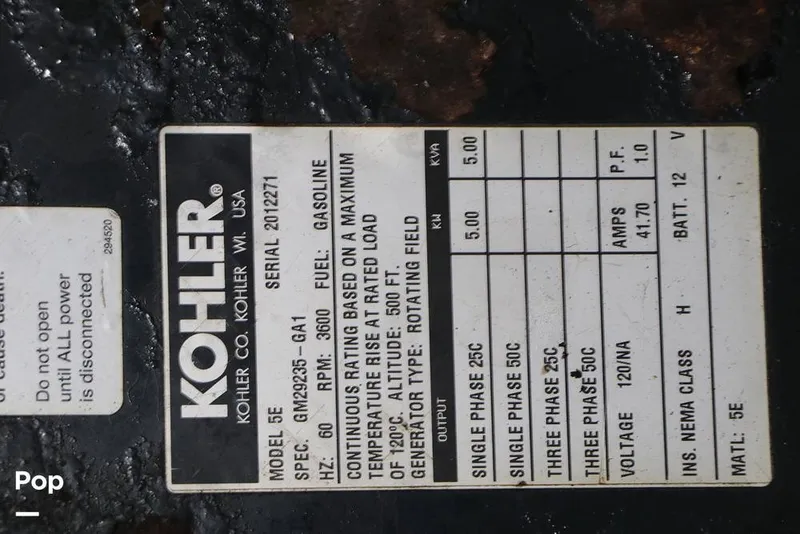 or cause death.
Do not open
until ALL power
is disconnected
294520
KOHLER®
KOHLER CO. KOHLER WI. USA
MODEL 5E SERIAL 2012271
SPEC: GM29235-GA1
HZ: 60 RPM: 3600 FUEL: GASOLINE
CONTINUOUS RATING BASED ON A MAXIMUM
TEMPERATURE RISE AT RATED LOAD
OF 120°C. ALTITUDE: 500 FT.
GENERATOR TYPE: ROTATING FIELD
OUTPUT KW KVA
SINGLE PHASE 25C 5.00 5.00
SINGLE PHASE 50C
THREE PHASE 25C
THREE PHASE 50C
VOLTAGE 120/NA AMPS 41.70 P.F. 1.0
INS. NEMA CLASS H BATT. 12 V
MATL: 5E
Pop